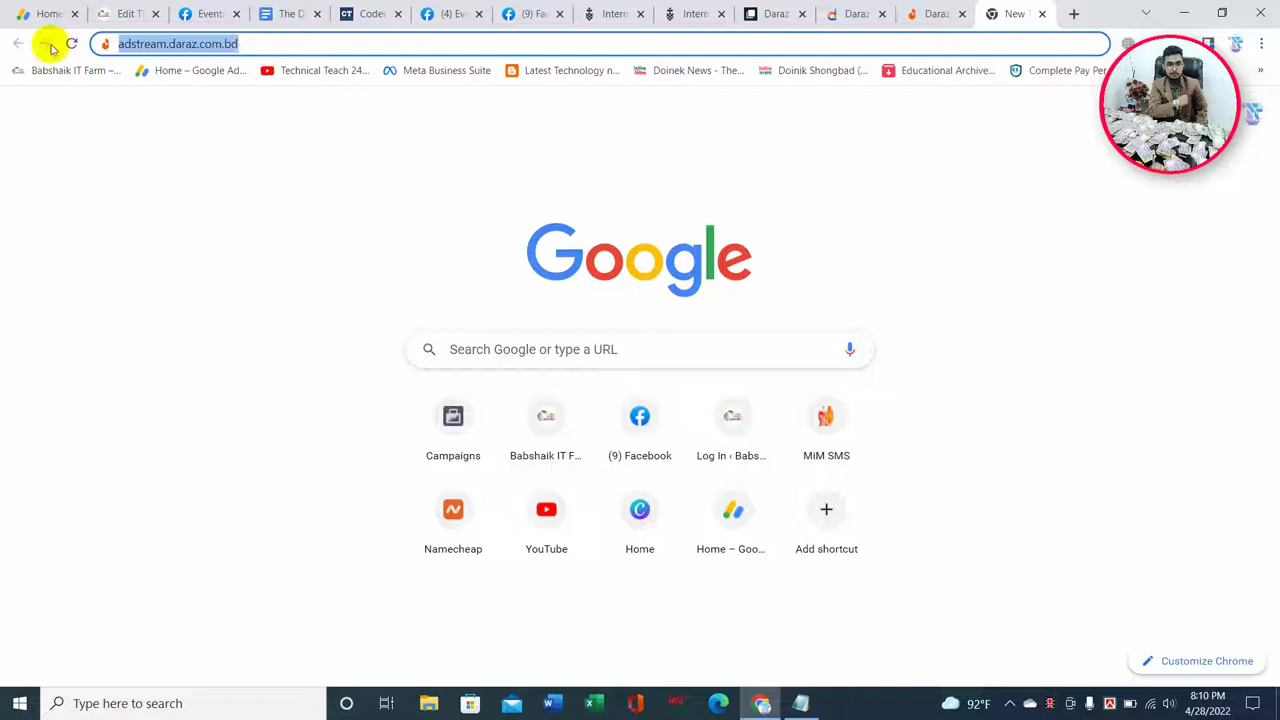 Home
Edit Tl
Event
The D
Coder
(4) Ev
(9) Fa
Intern
Intern
Daraz
Daraz
Daraz
New T
adstream.daraz.com.bd
Babshaik IT Farm –...
Home – Google Ad...
Technical Teach 24...
Meta Business Suite
Latest Technology n...
Doinek News - The...
Doinik Shongbad (...
Educational Archive...
Complete Pay Per
»
Google
Search Google or type a URL
Campaigns
Babshaik IT F...
(9) Facebook
Log In ‹ Babs...
MiM SMS
Namecheap
YouTube
Home
Home – Goo...
Add shortcut
Customize Chrome
Type here to search
92°F
8:10 PM
4/28/2022